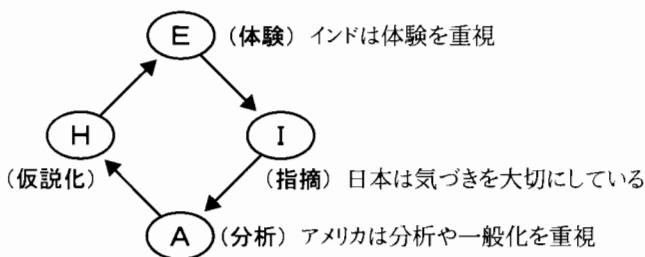 E (体験) インドは体験を重視
H I
(仮説化) (指摘) 日本は気づきを大切にしている
A (分析) アメリカは分析や一般化を重視